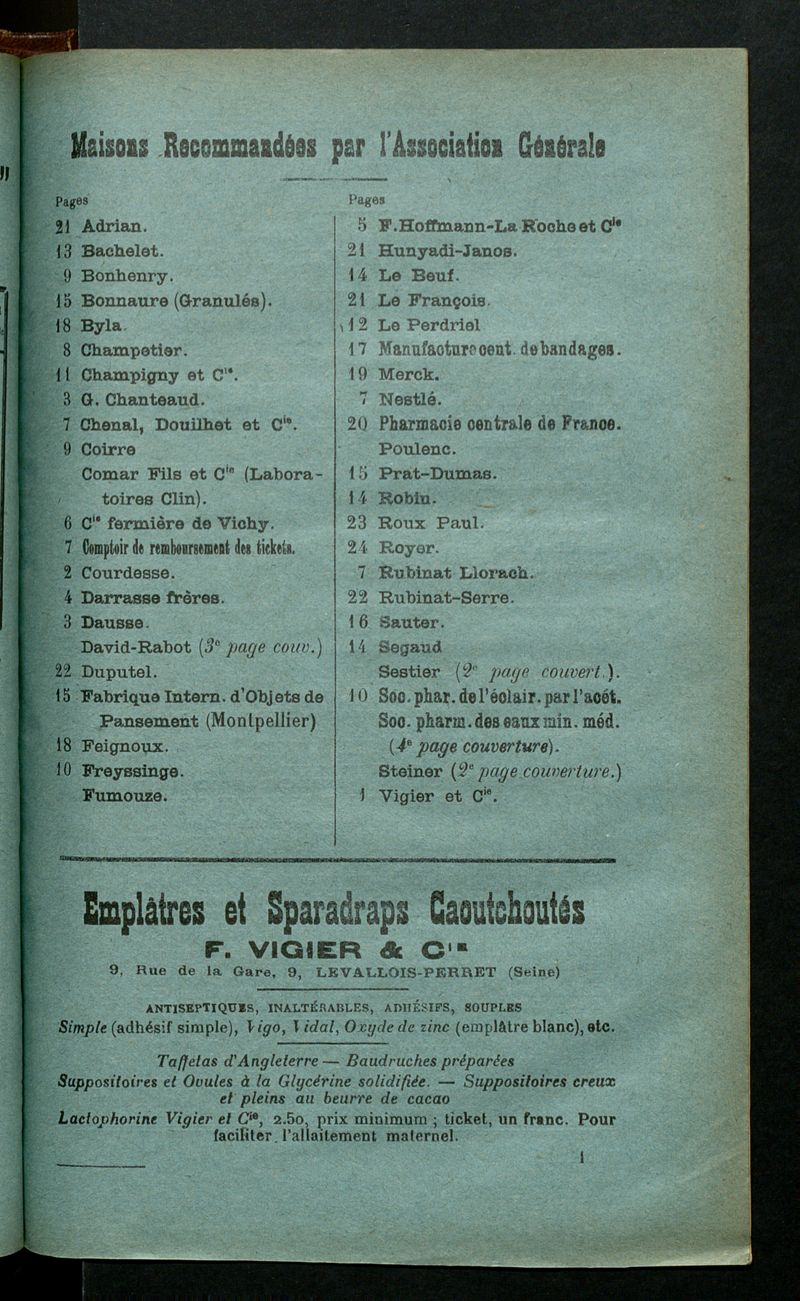 Maisons Recommandées par l'Association Générale
Pages
21 Adrian.
13 Bachelet.
9 Bonhenry.
15 Bonnaure (Granulés).
18 Byla.
8 Champetier.
11 Champigny et Cie.
3 G. Chanteaud.
7 Chenal, Douilhet et Cie.
9 Coirre
Comar Fils et Cie (Labora-
toires Clin).
6 Cie fermière de Vichy.
7 Comptoir de remboursement des tickets.
2 Courdesse.
4 Darrasse frères.
3 Dausse.
David-Rabot (3e page couv.)
22 Duputel.
15 Fabrique Intern. d'Objets de
Pansement (Montpellier)
18 Feignoux.
10 Freyssinge.
Fumouze.
Pages
5 F. Hoffmann-La Roche et Cie
21 Hunyadi-Janos.
14 Le Beuf.
21 Le François.
12 Le Perdriel
17 Manufacture cent. de bandages.
19 Merck.
7 Nestlé.
20 Pharmacie centrale de France.
Poulenc.
15 Prat-Dumas.
14 Robin.
23 Roux Paul.
24 Royer.
7 Rubinat Llorach.
22 Rubinat-Serre.
16 Sauter.
14 Segaud
Sestier (2e page couvert.).
10 Soc. phar. de l'éclair. par l'acét.
Soc. pharm. des eaux min. méd.
(4e page couverture).
Steiner (2e page couverture.)
1 Vigier et Cie.
Emplâtres et Sparadraps Caoutchoutés
F. VIGIER & Cie
9, Rue de la Gare, 9, LEVALLOIS-PERRET (Seine)
ANTISEPTIQUES, INALTÉRABLES, ADHÉSIFS, SOUPLES
Simple (adhésif simple), Vigo, Vidal, Oxyde de zinc (emplâtre blanc), etc.
Taffetas d'Angleterre — Baudruches préparées
Suppositoires et Ovules à la Glycérine solidifiée. — Suppositoires creux
et pleins au beurre de cacao
Lactophorine Vigier et Cie, 2.50, prix minimum ; ticket, un franc. Pour
faciliter l'allaitement maternel.
1